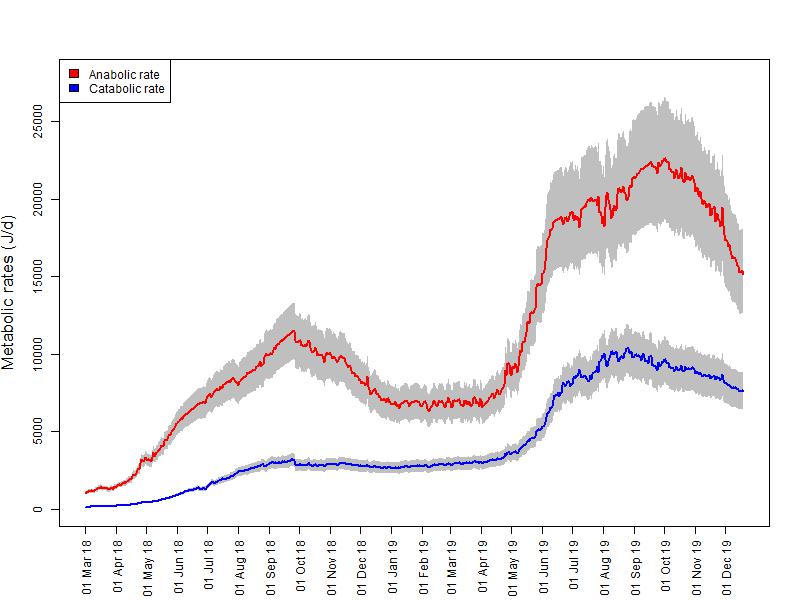 Anabolic rate
Catabolic rate
Metabolic rates (J/d)
25000
20000
15000
10000
5000
0
01 Mar 18
01 Apr 18
01 May 18
01 Jun 18
01 Jul 18
01 Aug 18
01 Sep 18
01 Oct 18
01 Nov 18
01 Dec 18
01 Jan 19
01 Feb 19
01 Mar 19
01 Apr 19
01 May 19
01 Jun 19
01 Jul 19
01 Aug 19
01 Sep 19
01 Oct 19
01 Nov 19
01 Dec 19